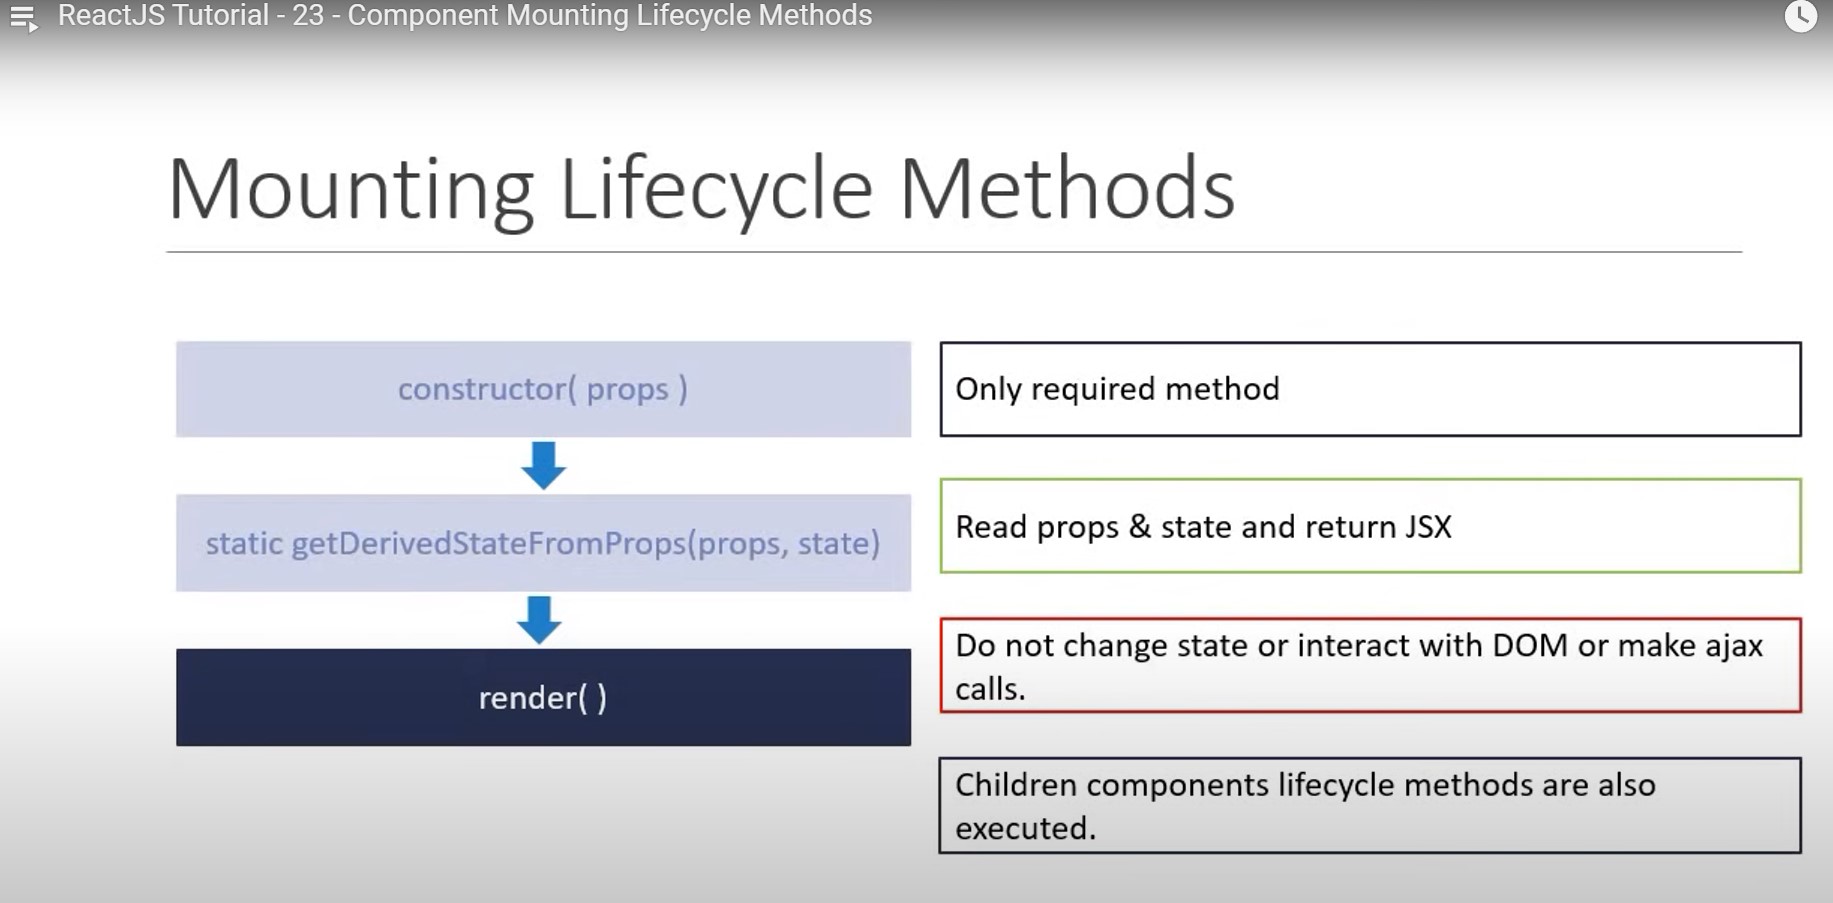 ReactJS Tutorial - 23 - Component Mounting Lifecycle Methods
Mounting Lifecycle Methods
constructor( props )
static getDerivedStateFromProps(props, state)
render( )
Only required method
Read props & state and return JSX
Do not change state or interact with DOM or make ajax
calls.
Children components lifecycle methods are also
executed.